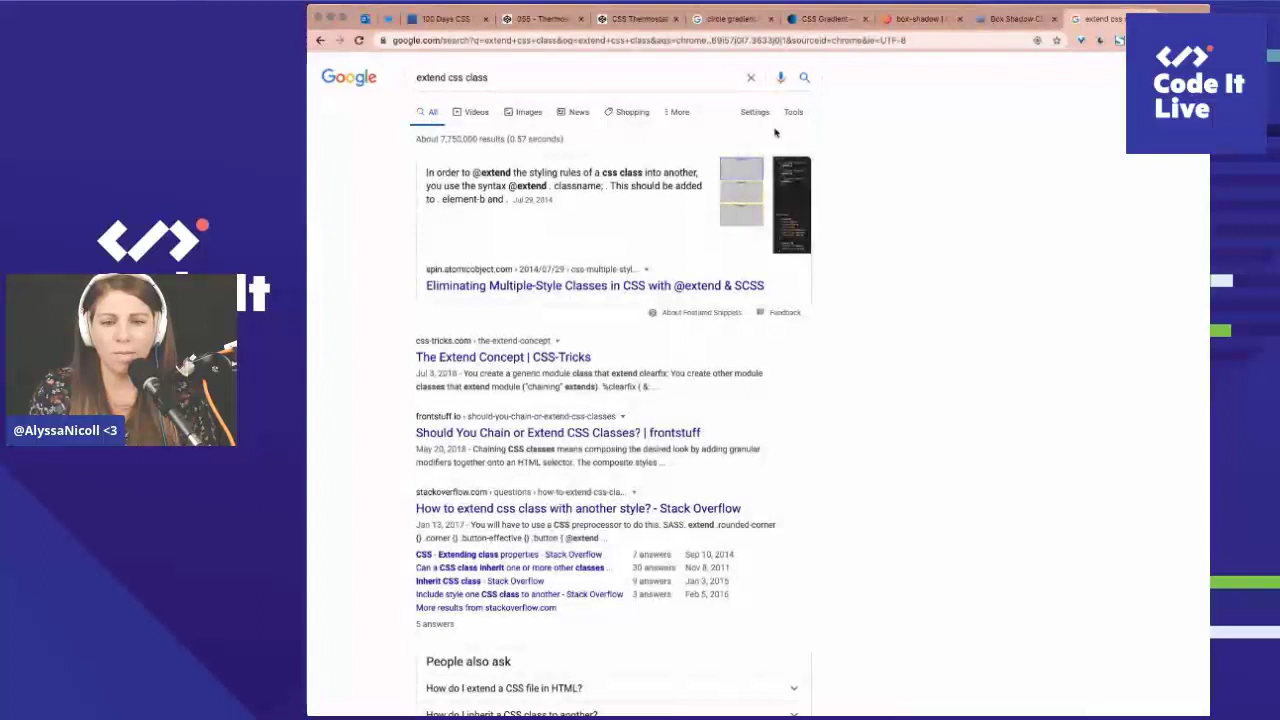 100 Days CSS
055 - Thermos
CSS Thermostat
circle gradien
CSS Gradient –
box-shadow |
Box Shadow C
extend css
google.com/search?q=extend+css+class&oq=extend+css+class&aqs=chrome..69i57j0l7.3633j0j1&sourceid=chrome&ie=UTF-8
Code It
Live
Google
extend css class
All
Videos
Images
News
Shopping
More
Settings
Tools
About 7,750,000 results (0.57 seconds)
In order to @extend the styling rules of a css class into another,
you use the syntax @extend . classname; . This should be added
to . element-b and . Jul 29, 2014
spin.atomicobject.com › 2014/07/29 › css-multiple-styl...
Eliminating Multiple-Style Classes in CSS with @extend & SCSS
About Featured Snippets
Feedback
css-tricks.com › the-extend-concept
The Extend Concept | CSS-Tricks
Jul 3, 2018 - You create a generic module class that extend clearfix; You create other module
classes that extend module ("chaining" extends). %clearfix { &: ...
frontstuff.io › should-you-chain-or-extend-css-classes
Should You Chain or Extend CSS Classes? | frontstuff
May 20, 2018 - Chaining CSS classes means composing the desired look by adding granular
modifiers together onto an HTML selector. The composite styles ...
stackoverflow.com › questions › how-to-extend-css-cla...
How to extend css class with another style? - Stack Overflow
Jan 13, 2017 - You will have to use a CSS preprocessor to do this. SASS. extend .rounded-corner
{} .corner {} .button-effective {} .button { @extend ...
CSS - Extending class properties - Stack Overflow 7 answers Sep 10, 2014
Can a CSS class inherit one or more other classes ... 30 answers Nov 8, 2011
Inherit CSS class - Stack Overflow 9 answers Jan 3, 2015
Include style one CSS class to another - Stack Overflow 3 answers Feb 5, 2016
More results from stackoverflow.com
5 answers
People also ask
How do I extend a CSS file in HTML?
How do I inherit a CSS class to another?
It
@AlyssaNicoll <3